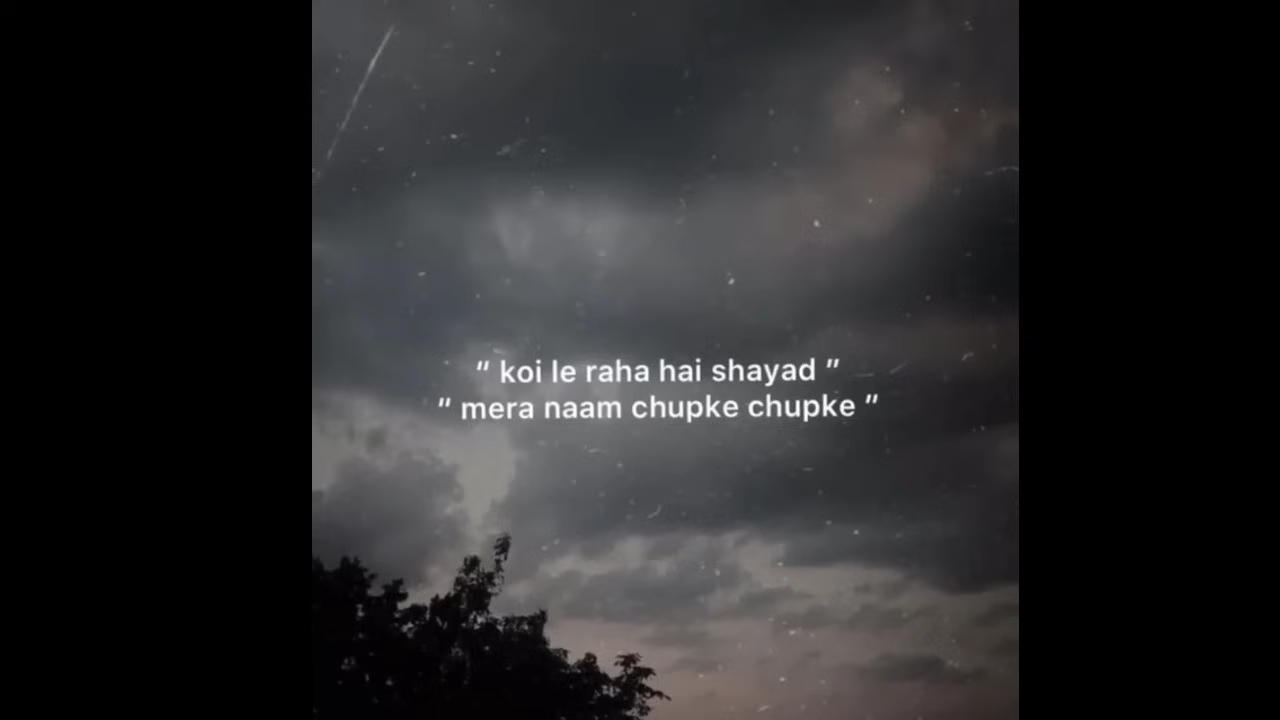 " koi le raha hai shayad "
" mera naam chupke chupke "